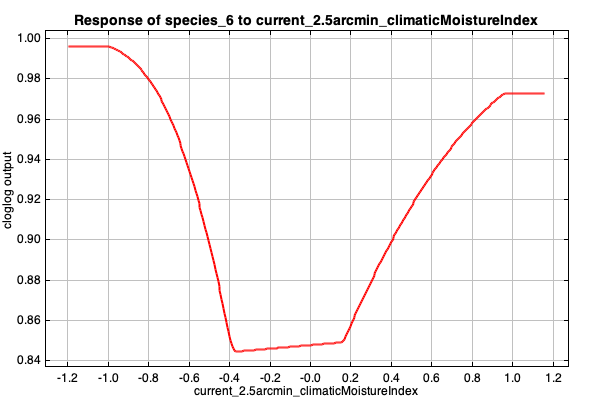 Response of species_6 to current_2.5arcmin_climaticMoistureIndex
1.00
0.98
0.96
0.94
0.92
0.90
0.88
0.86
0.84
cloglog output
-1.2 -1.0 -0.8 -0.6 -0.4 -0.2 -0.0 0.2 0.4 0.6 0.8 1.0 1.2
current_2.5arcmin_climaticMoistureIndex